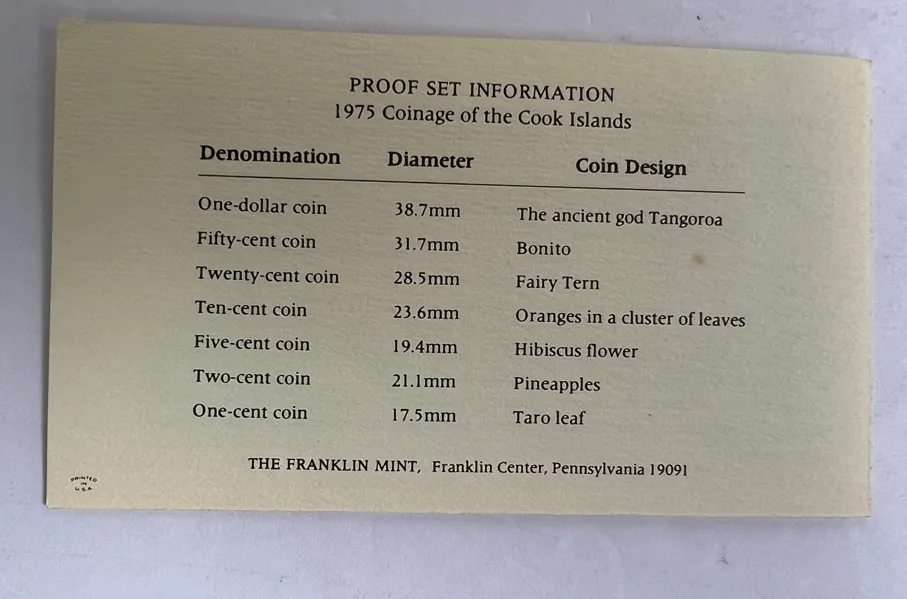 PROOF SET INFORMATION
1975 Coinage of the Cook Islands
Denomination Diameter Coin Design
One-dollar coin 38.7mm The ancient god Tangoroa
Fifty-cent coin 31.7mm Bonito
Twenty-cent coin 28.5mm Fairy Tern
Ten-cent coin 23.6mm Oranges in a cluster of leaves
Five-cent coin 19.4mm Hibiscus flower
Two-cent coin 21.1mm Pineapples
One-cent coin 17.5mm Taro leaf
THE FRANKLIN MINT, Franklin Center, Pennsylvania 19091
PRINTED
IN
U.S.A.